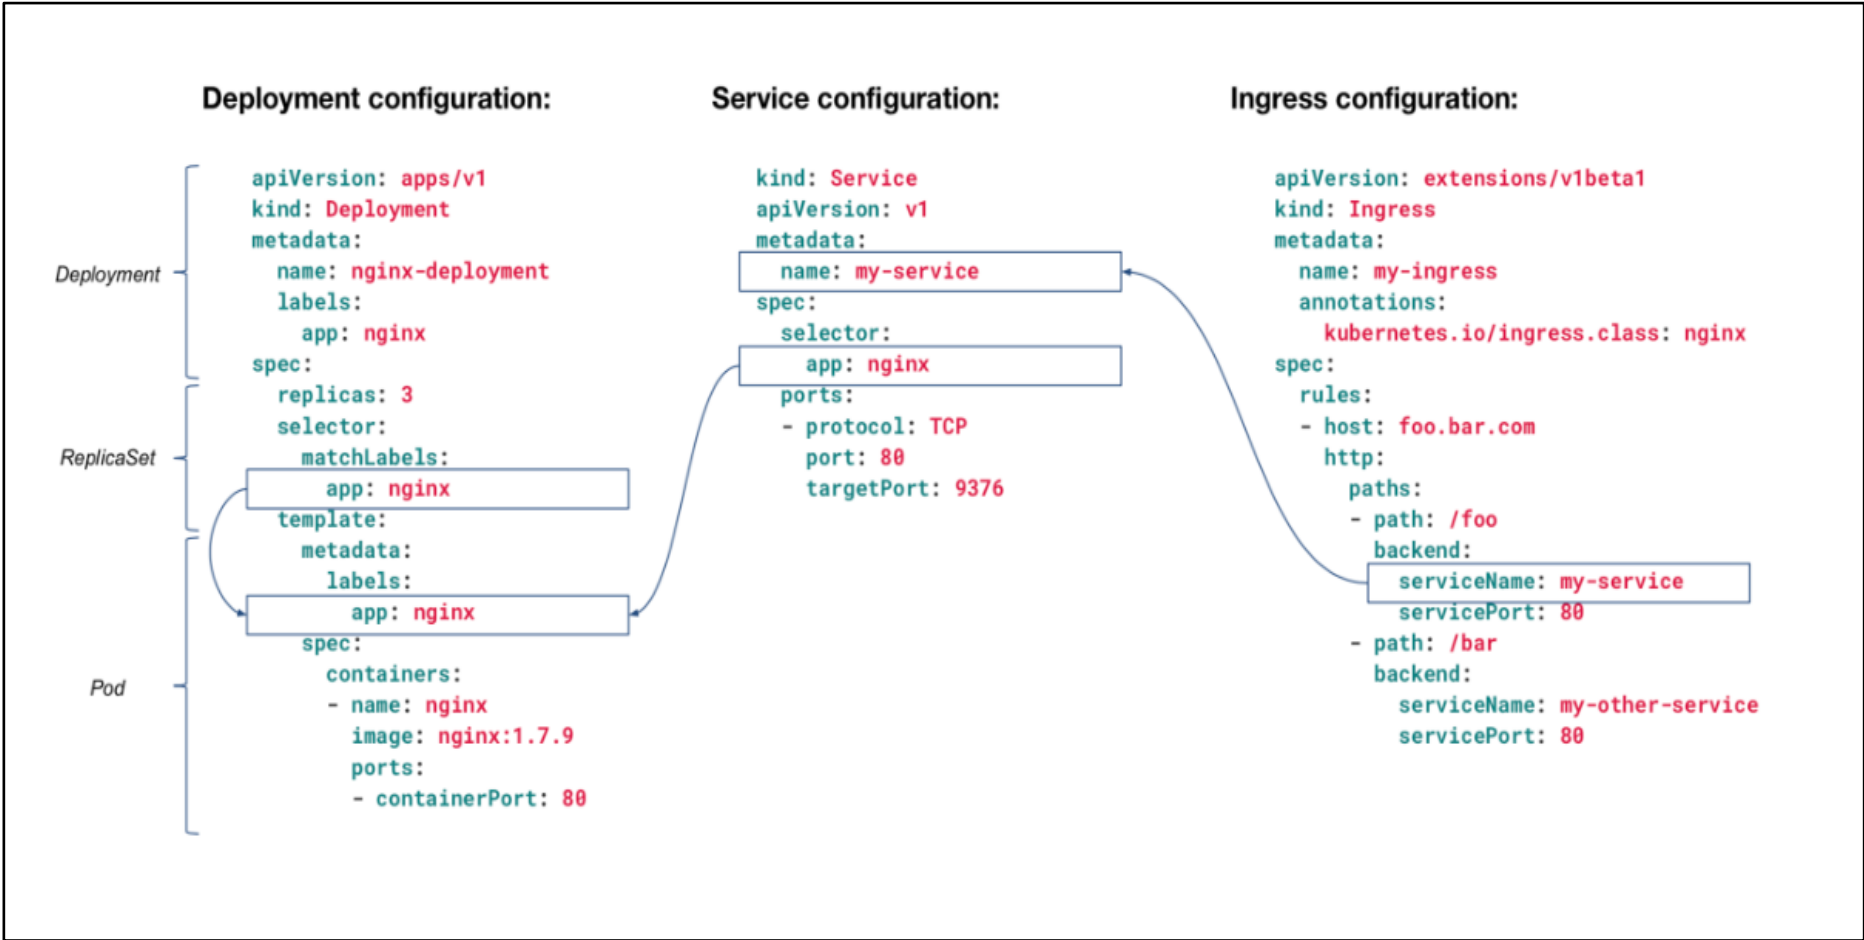 Deployment configuration:
Deployment
ReplicaSet
Pod
apiVersion: apps/v1
kind: Deployment
metadata:
  name: nginx-deployment
  labels:
    app: nginx
spec:
  replicas: 3
  selector:
    matchLabels:
      app: nginx
  template:
    metadata:
      labels:
        app: nginx
    spec:
      containers:
      - name: nginx
        image: nginx:1.7.9
        ports:
        - containerPort: 80
Service configuration:
kind: Service
apiVersion: v1
metadata:
  name: my-service
spec:
  selector:
    app: nginx
  ports:
  - protocol: TCP
    port: 80
    targetPort: 9376
Ingress configuration:
apiVersion: extensions/v1beta1
kind: Ingress
metadata:
  name: my-ingress
  annotations:
    kubernetes.io/ingress.class: nginx
spec:
  rules:
  - host: foo.bar.com
    http:
      paths:
      - path: /foo
        backend:
          serviceName: my-service
          servicePort: 80
      - path: /bar
        backend:
          serviceName: my-other-service
          servicePort: 80